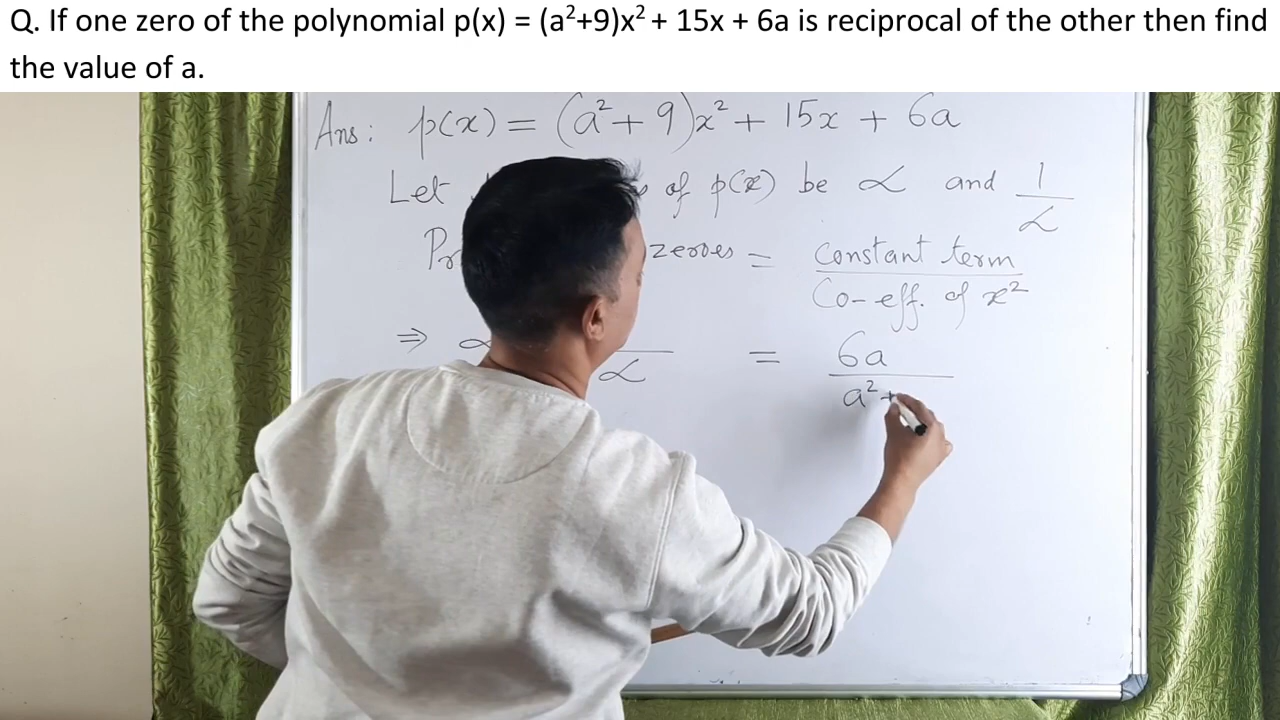 Q. If one zero of the polynomial p(x) = (a²+9)x² + 15x + 6a is reciprocal of the other then find
the value of a.
Ans: p(x) = (a² + 9)x² + 15x + 6a
Let of p(x) be α and 1/α
zeroes = constant term / Co-eff. of x²
⇒ α /α = 6a / a² +